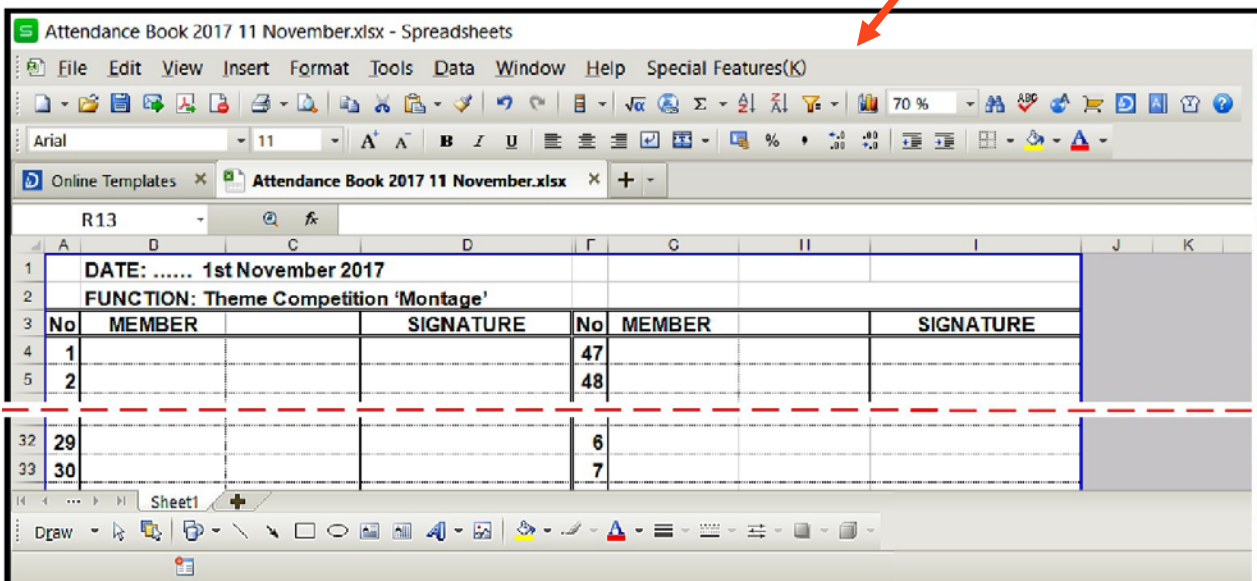 Attendance Book 2017 11 November.xlsx - Spreadsheets
File Edit View Insert Format Tools Data Window Help Special Features(K)
70 %
Arial 11
Online Templates Attendance Book 2017 11 November.xlsx
R13 fx
A B C D F G H I J K
1 DATE: ...... 1st November 2017
2 FUNCTION: Theme Competition ‘Montage’
3 No MEMBER SIGNATURE No MEMBER SIGNATURE
4 1 47
5 2 48
32 29 6
33 30 7
Sheet1
Draw